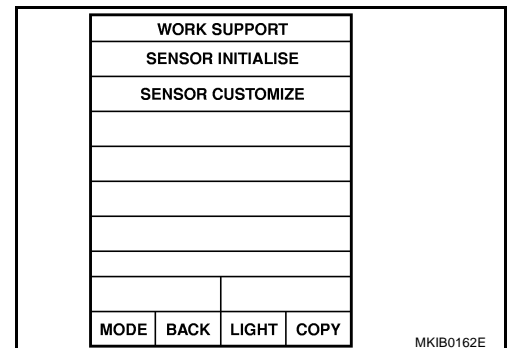 WORK SUPPORT
SENSOR INITIALISE
SENSOR CUSTOMIZE
MODE BACK LIGHT COPY
MKIB0162E